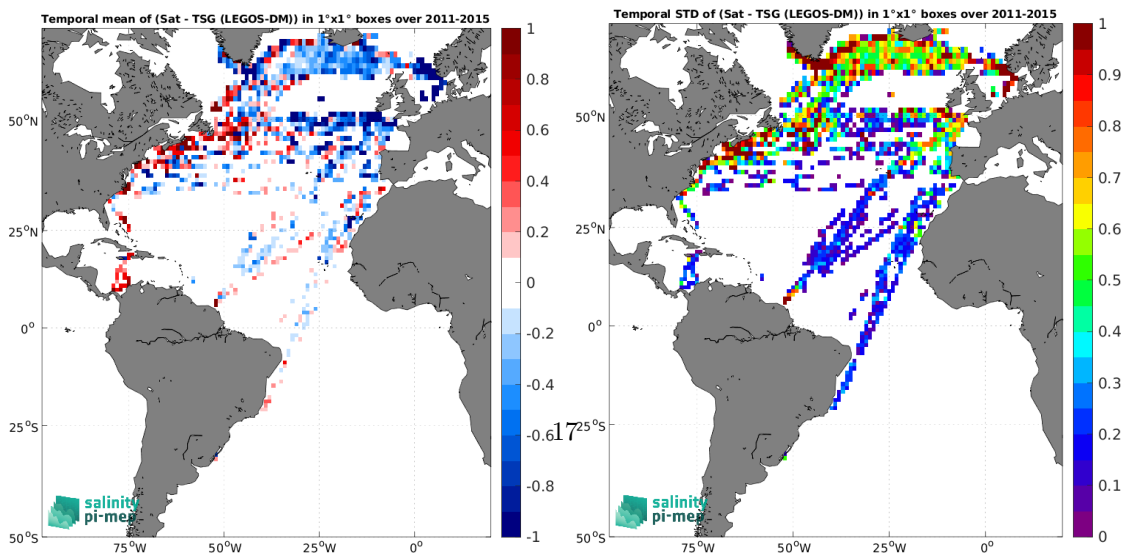 Temporal mean of (Sat - TSG (LEGOS-DM)) in 1°x1° boxes over 2011-2015
50°N
25°N
0°
25°S
50°S
75°W
50°W
25°W
0°
1
0.8
0.6
0.4
0.2
0
-0.2
-0.4
-0.6
-0.8
-1
salinity
pi-mep
17
Temporal STD of (Sat - TSG (LEGOS-DM)) in 1°x1° boxes over 2011-2015
50°N
25°N
0°
25°S
50°S
75°W
50°W
25°W
0°
1
0.9
0.8
0.7
0.6
0.5
0.4
0.3
0.2
0.1
0
salinity
pi-mep